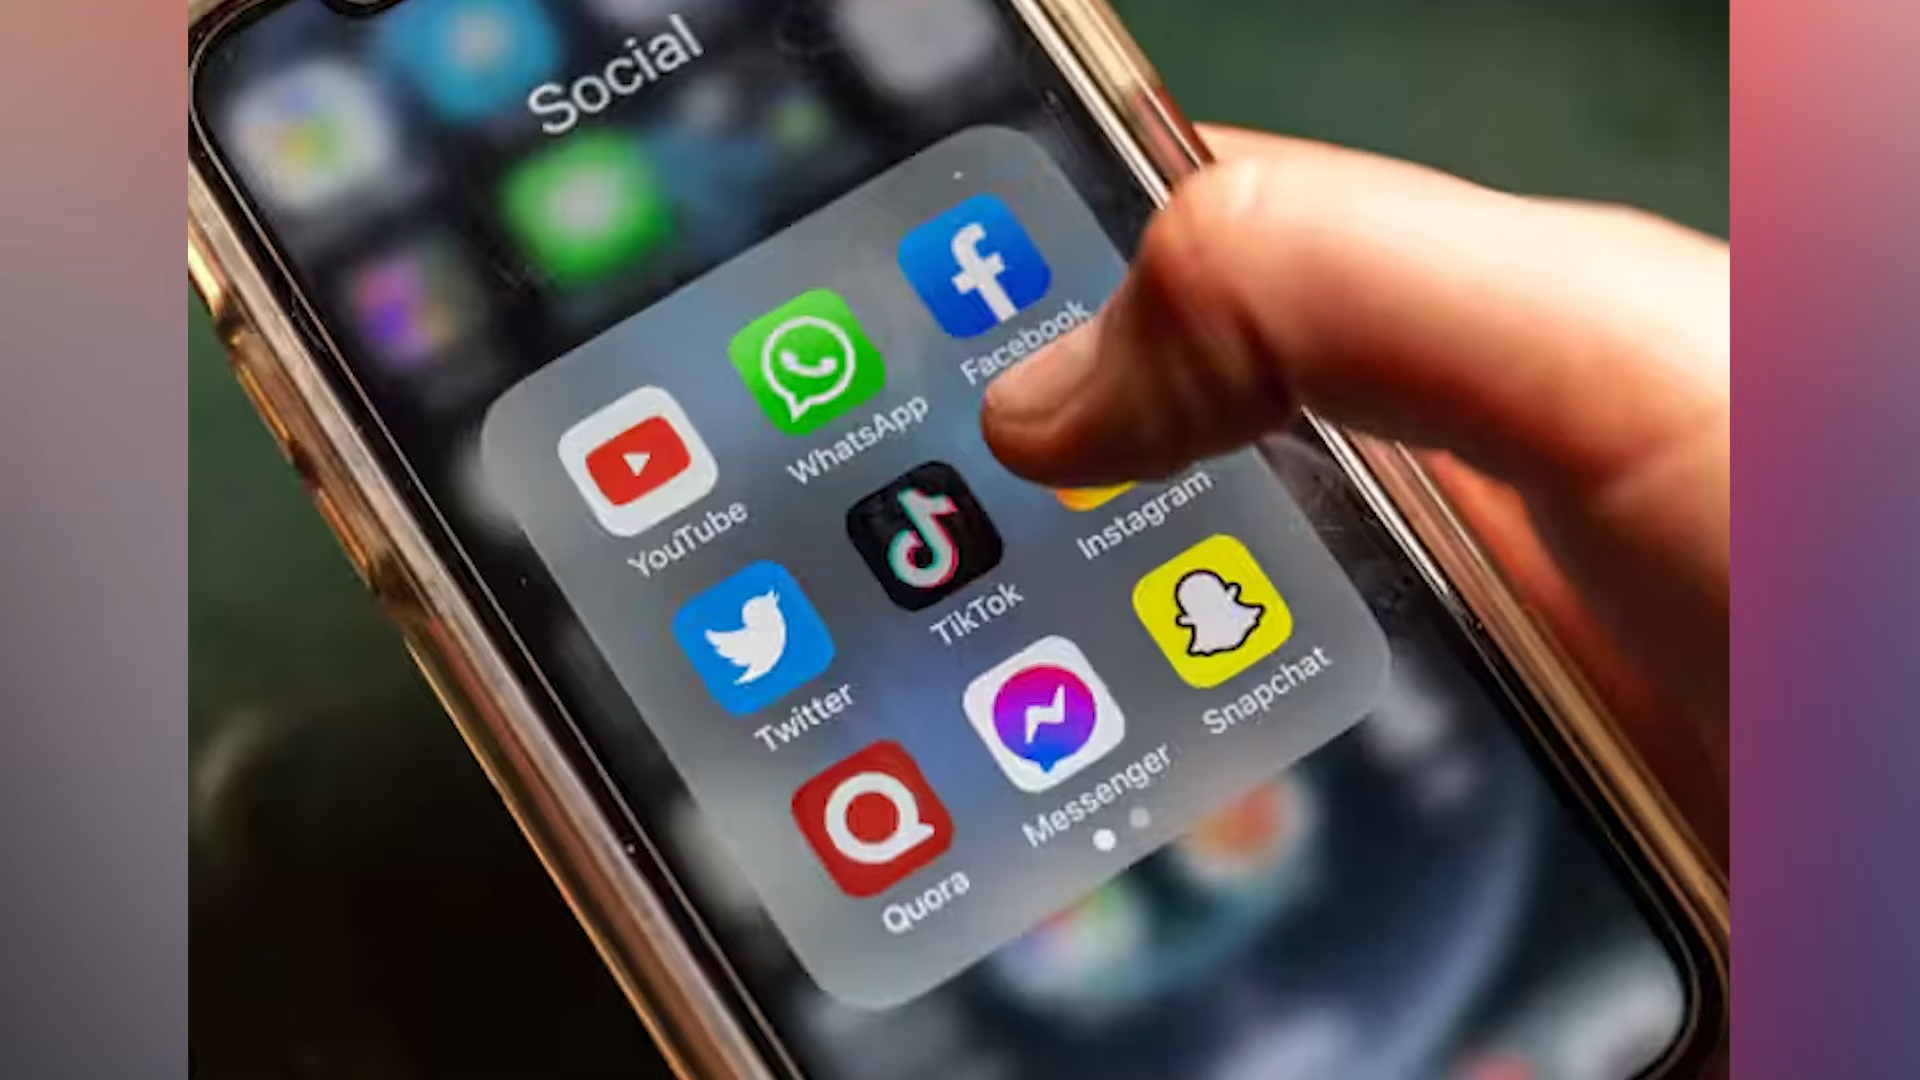 Social
YouTube
WhatsApp
Facebook
Twitter
TikTok
Instagram
Quora
Messenger
Snapchat